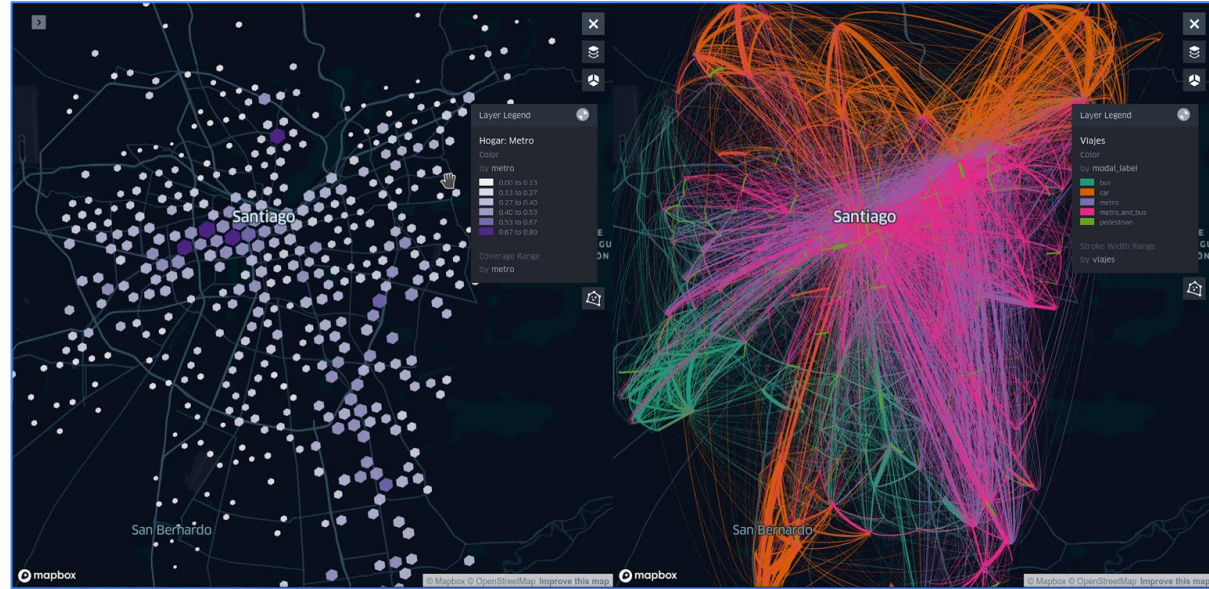 Layer Legend
Hogar: Metro
Color
by metro
0.00 to 0.13
0.13 to 0.27
0.27 to 0.40
0.40 to 0.53
0.53 to 0.67
0.67 to 0.80
Coverage Range
by metro
Santiago
San Bernardo
mapbox
© Mapbox © OpenStreetMap Improve this map
Layer Legend
Viajes
Color
by modal_label
bus
car
metro
metro_and_bus
pedestrian
Stroke Width Range
by viajes
Santiago
San Bernardo
mapbox
© Mapbox © OpenStreetMap Improve this map